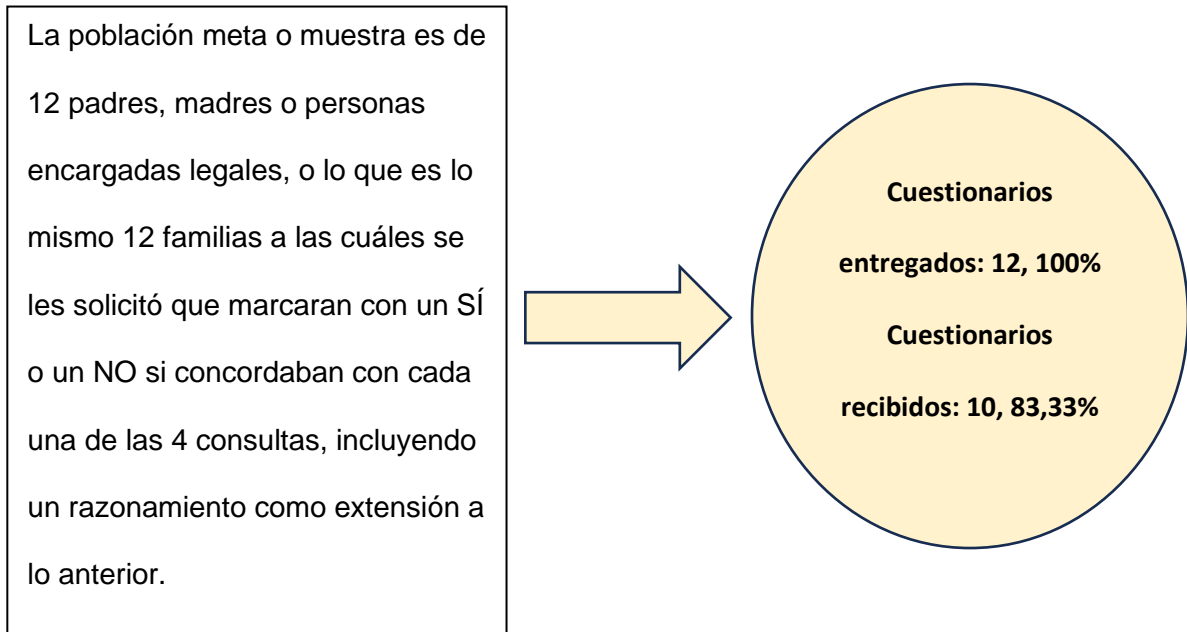 La población meta o muestra es de
12 padres, madres o personas
encargadas legales, o lo que es lo
mismo 12 familias a las cuáles se
les solicitó que marcaran con un SÍ
o un NO si concordaban con cada
una de las 4 consultas, incluyendo
un razonamiento como extensión a
lo anterior.
Cuestionarios
entregados: 12, 100%
Cuestionarios
recibidos: 10, 83,33%